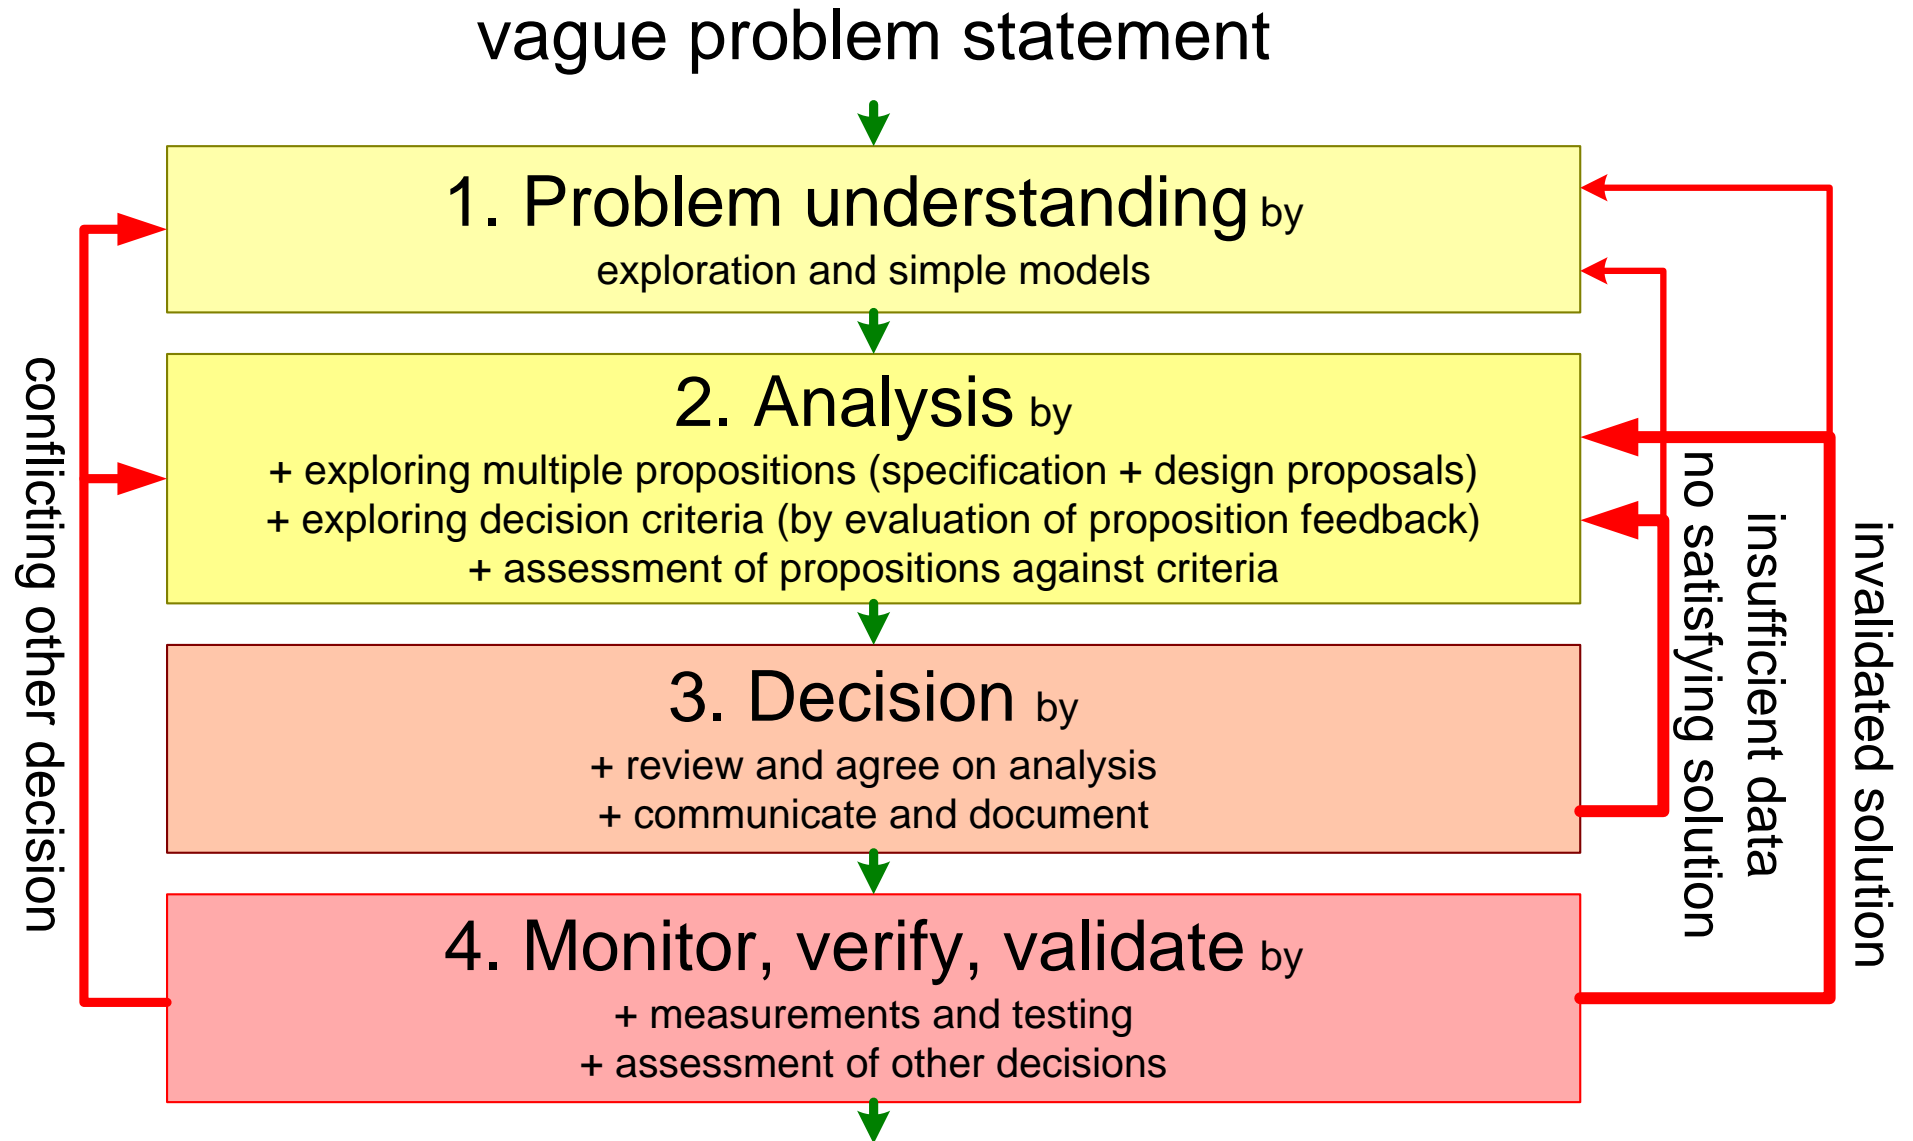 vague problem statement
1. Problem understanding by
exploration and simple models
2. Analysis by
+ exploring multiple propositions (specification + design proposals)
+ exploring decision criteria (by evaluation of proposition feedback)
+ assessment of propositions against criteria
3. Decision by
+ review and agree on analysis
+ communicate and document
4. Monitor, verify, validate by
+ measurements and testing
+ assessment of other decisions
conflicting other decision
insufficient data
no satisfying solution
invalidated solution